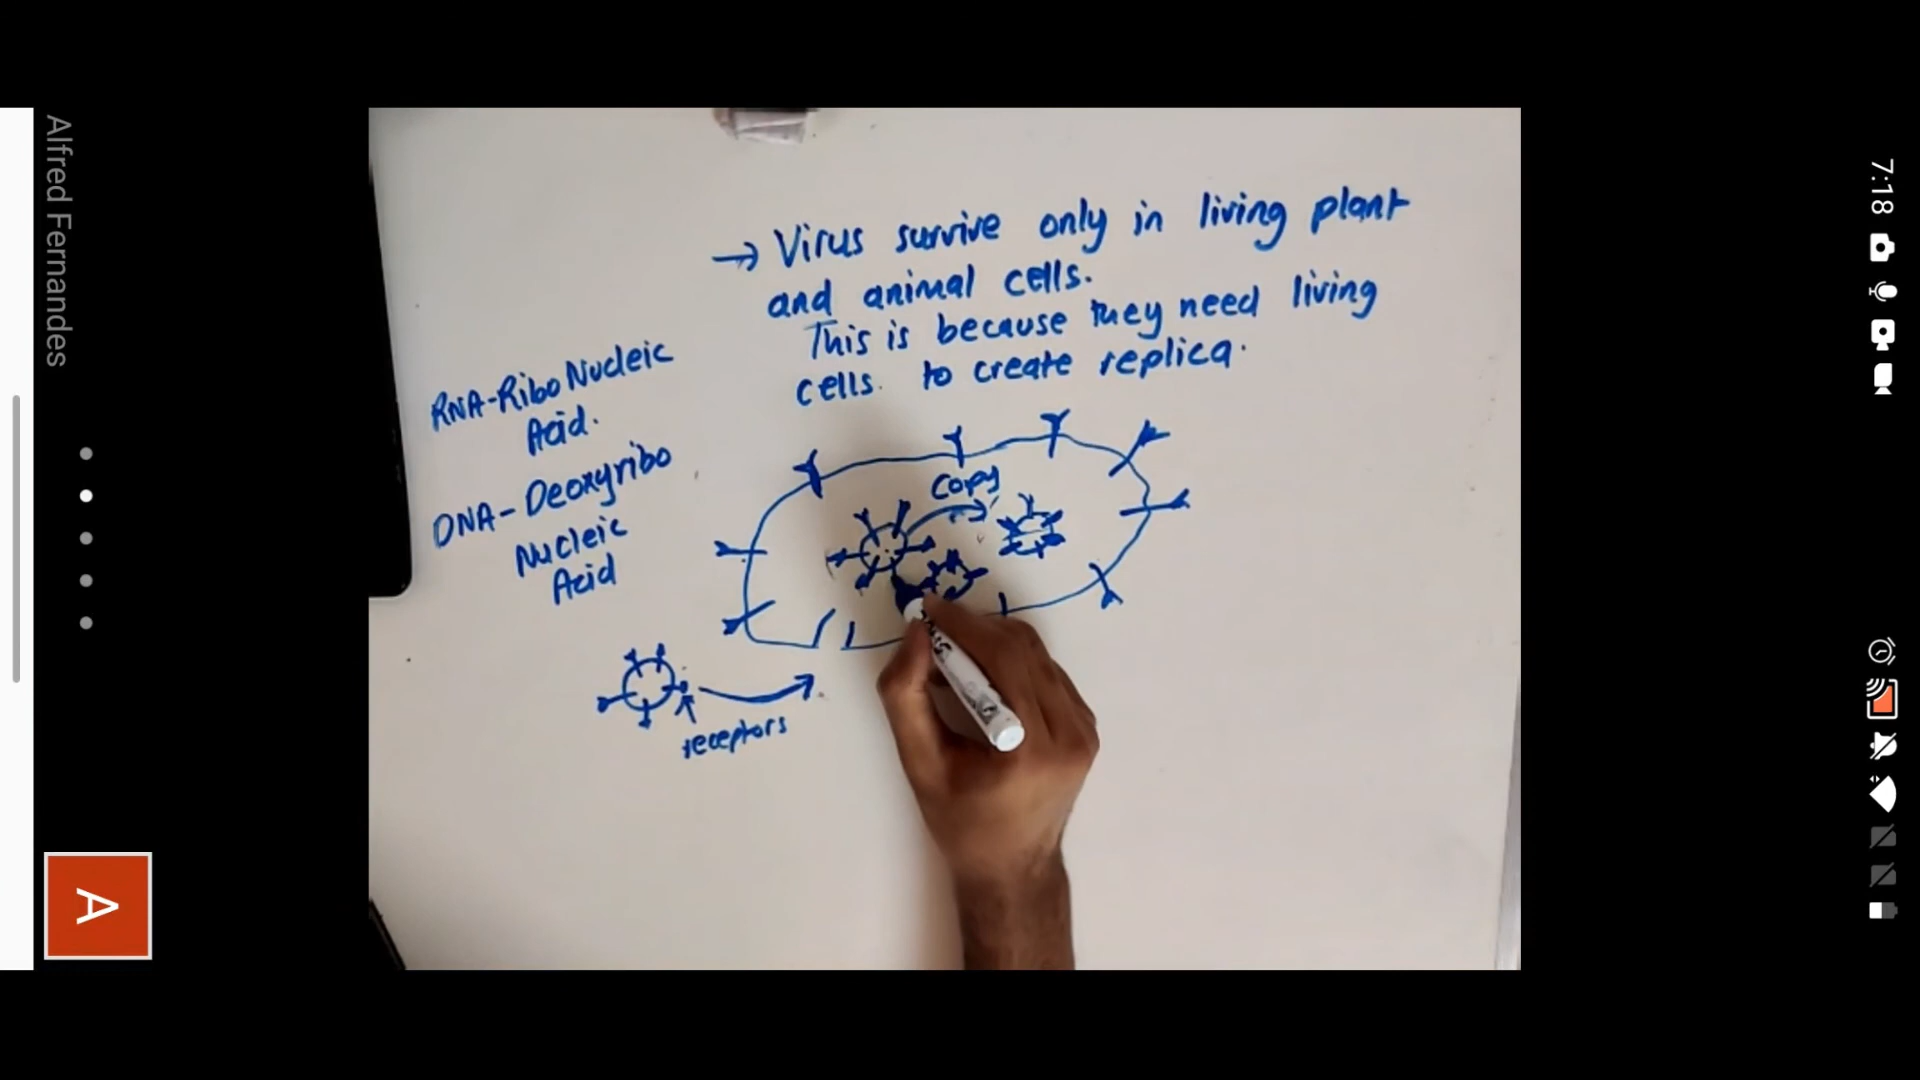 Alfred Fernandes
7:18
→ Virus survive only in living plant
and animal cells.
This is because they need living
cells. to create replica.
RNA-Ribo Nucleic
Acid.
DNA- Deoxyribo
Nucleic
Acid
Copy
receptors
A